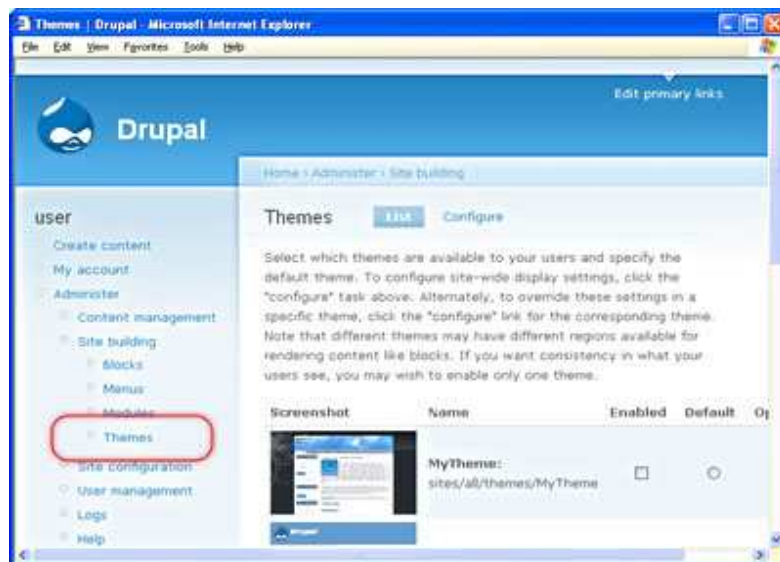 Themes | Drupal - Microsoft Internet Explorer
File Edit View Favorites Tools Help
Edit primary links
Drupal
Home › Administer › Site building
user
Create content
My account
Administer
Content management
Site building
Blocks
Menus
Modules
Themes
Site configuration
User management
Logs
Help
Themes List Configure
Select which themes are available to your users and specify the
default theme. To configure site-wide display settings, click the
"configure" task above. Alternately, to override these settings in a
specific theme, click the "configure" link for the corresponding theme.
Note that different themes may have different regions available for
rendering content like blocks. If you want consistency in what your
users see, you may wish to enable only one theme.
Screenshot Name Enabled Default Op
MyTheme:
sites/all/themes/MyTheme